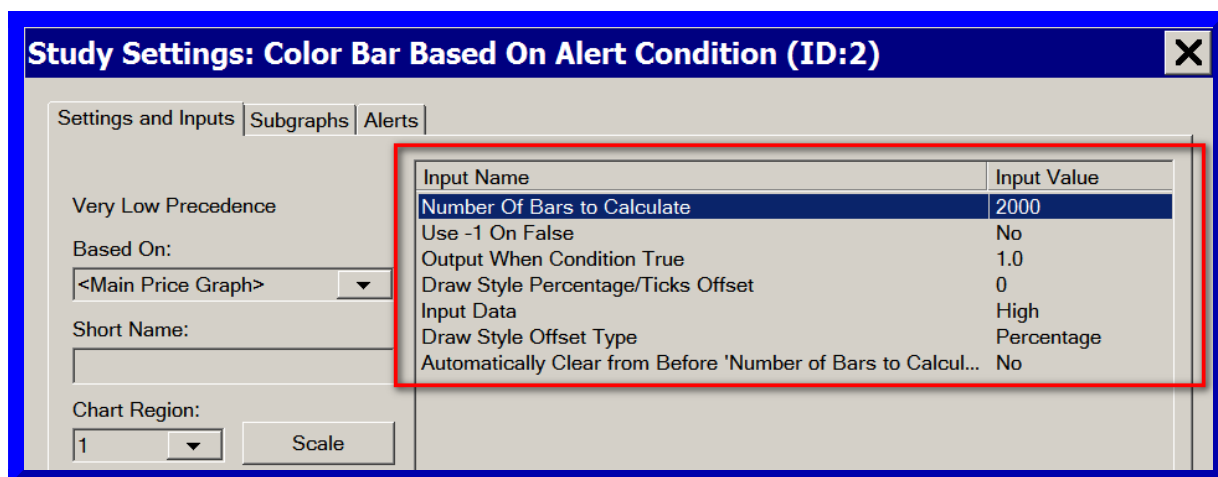 Study Settings: Color Bar Based On Alert Condition (ID:2)
Settings and Inputs Subgraphs Alerts
Very Low Precedence
Based On:
<Main Price Graph>
Short Name:
Chart Region:
1 Scale
Input Name Input Value
Number Of Bars to Calculate 2000
Use -1 On False No
Output When Condition True 1.0
Draw Style Percentage/Ticks Offset 0
Input Data High
Draw Style Offset Type Percentage
Automatically Clear from Before 'Number of Bars to Calcul... No